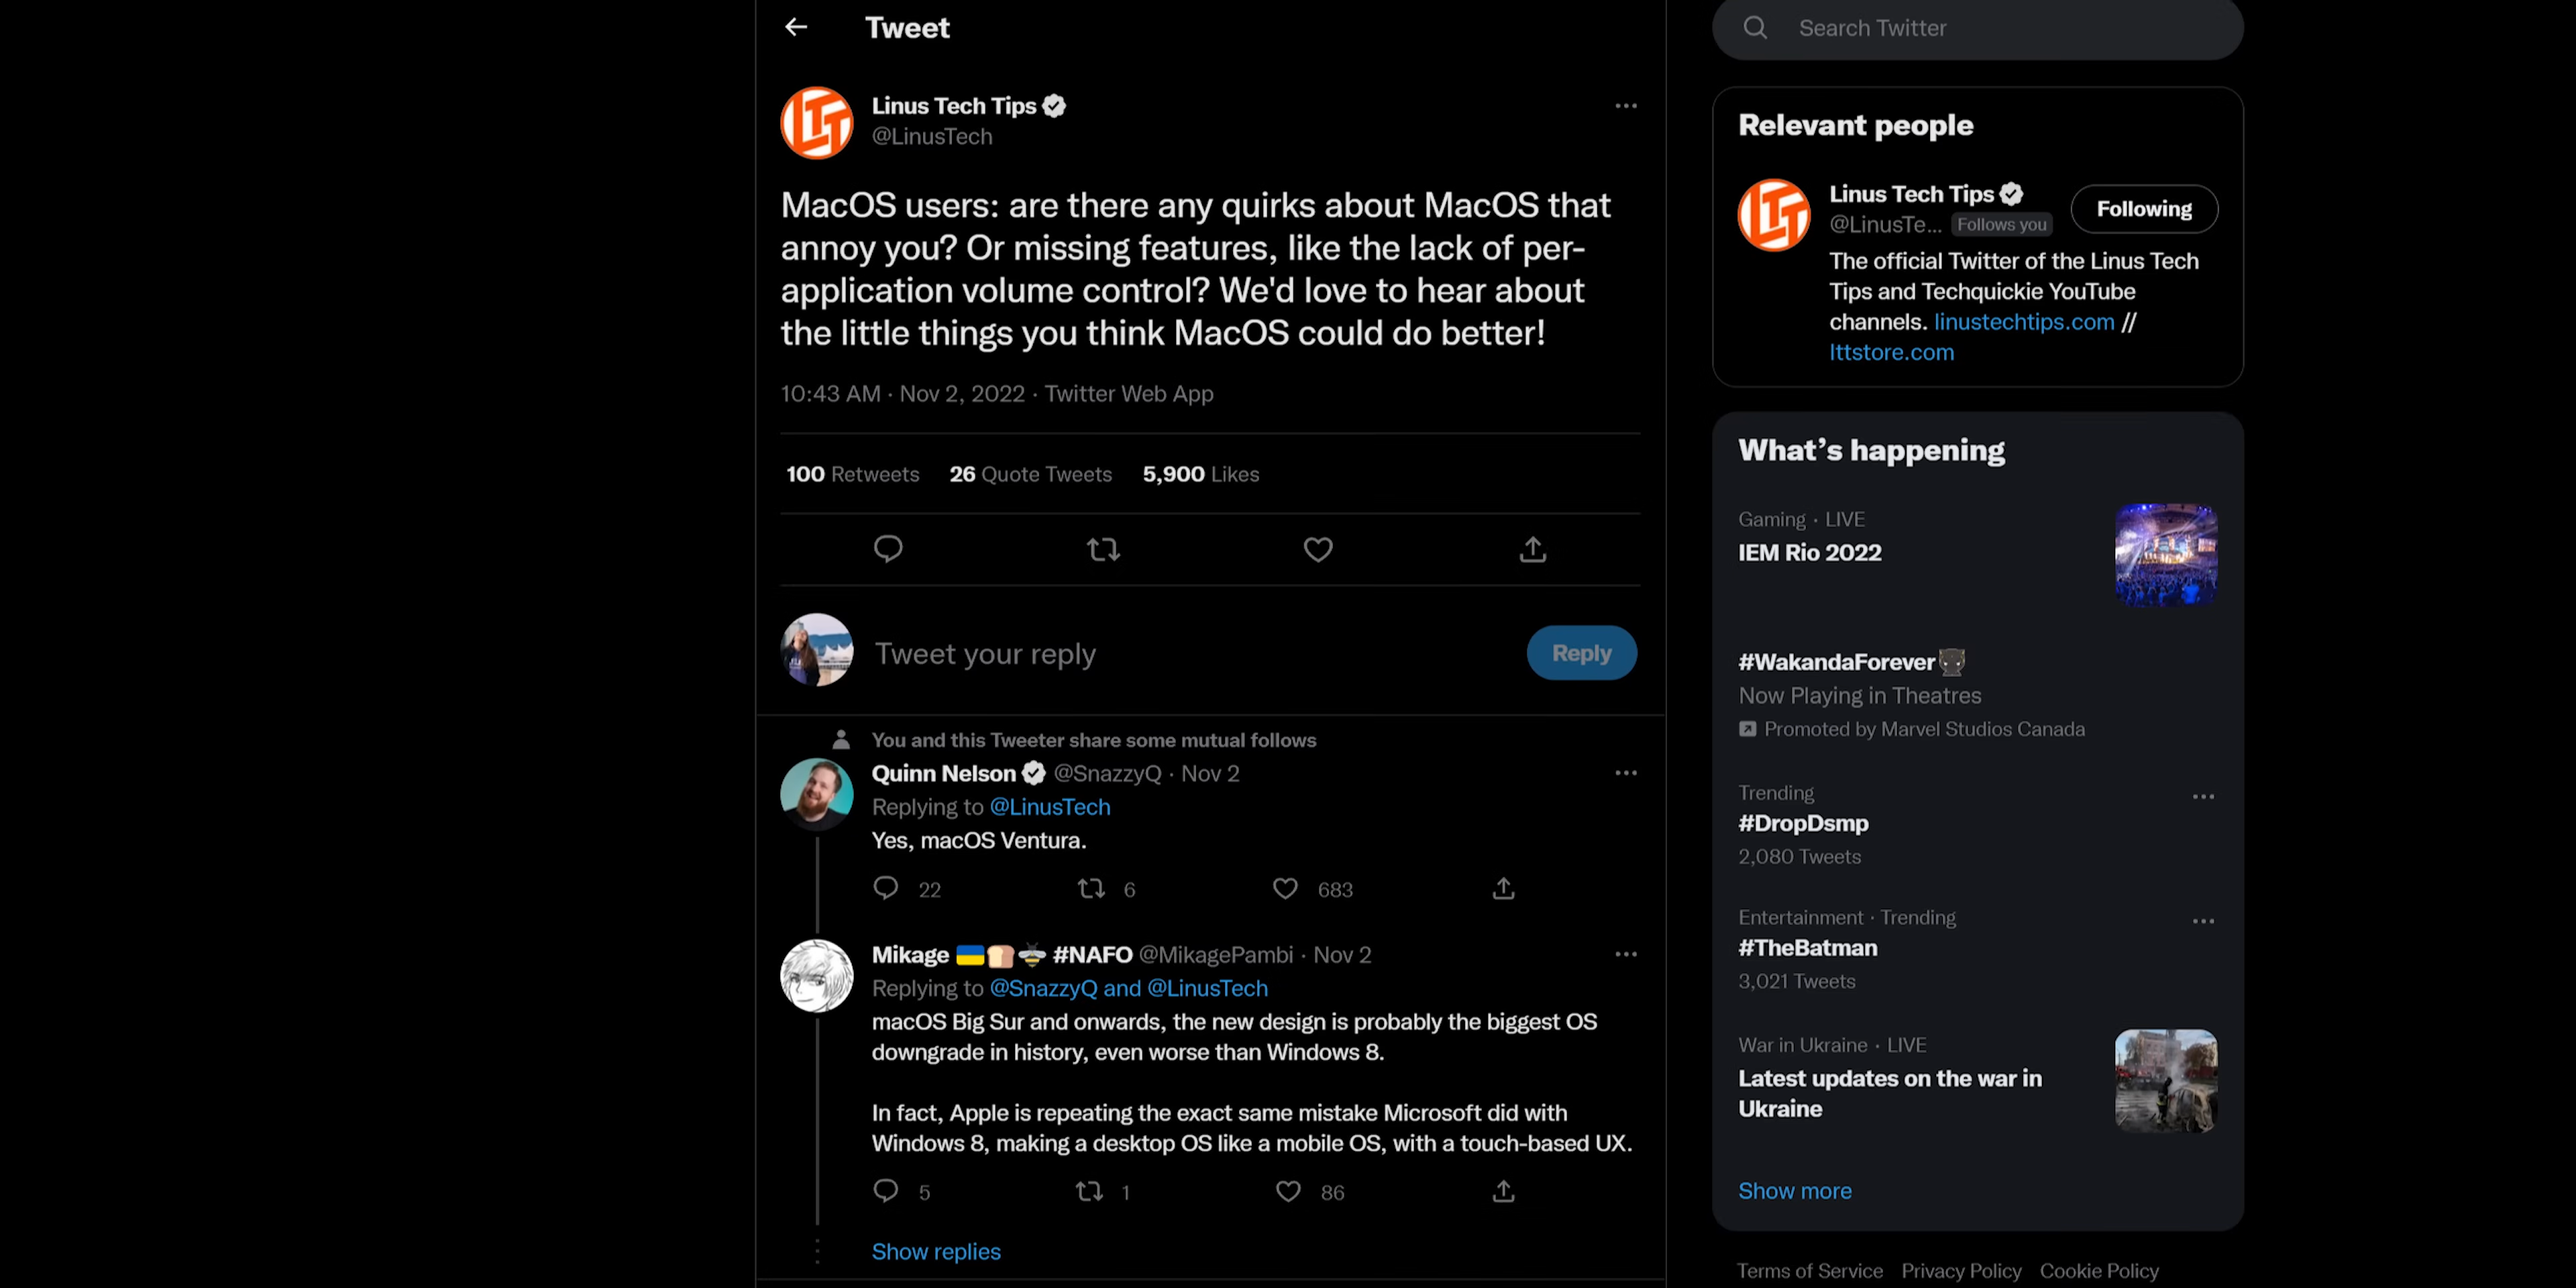 Tweet
Linus Tech Tips
@LinusTech
MacOS users: are there any quirks about MacOS that
annoy you? Or missing features, like the lack of per-
application volume control? We'd love to hear about
the little things you think MacOS could do better!
10:43 AM · Nov 2, 2022 · Twitter Web App
100 Retweets 26 Quote Tweets 5,900 Likes
Tweet your reply
Reply
You and this Tweeter share some mutual follows
Quinn Nelson @SnazzyQ · Nov 2
Replying to @LinusTech
Yes, macOS Ventura.
22 6 683
Mikage #NAFO @MikagePambi · Nov 2
Replying to @SnazzyQ and @LinusTech
macOS Big Sur and onwards, the new design is probably the biggest OS
downgrade in history, even worse than Windows 8.
In fact, Apple is repeating the exact same mistake Microsoft did with
Windows 8, making a desktop OS like a mobile OS, with a touch-based UX.
5 1 86
Show replies
Search Twitter
Relevant people
Linus Tech Tips
@LinusTe... Follows you
Following
The official Twitter of the Linus Tech
Tips and Techquickie YouTube
channels. linustechtips.com //
lttstore.com
What's happening
Gaming · LIVE
IEM Rio 2022
#WakandaForever
Now Playing in Theatres
Promoted by Marvel Studios Canada
Trending
#DropDsmp
2,080 Tweets
Entertainment · Trending
#TheBatman
3,021 Tweets
War in Ukraine · LIVE
Latest updates on the war in
Ukraine
Show more
Terms of Service Privacy Policy Cookie Policy